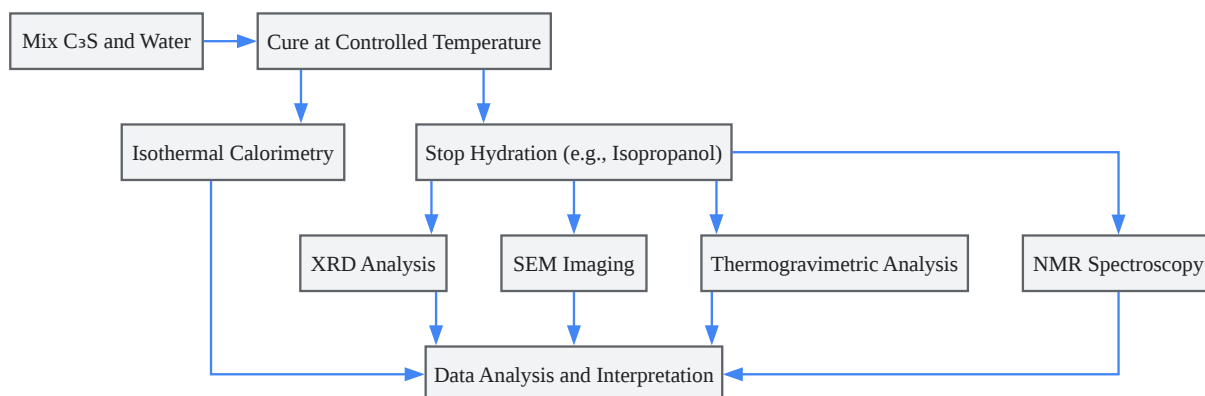 Mix C₃S and Water
Cure at Controlled Temperature
Isothermal Calorimetry
Stop Hydration (e.g., Isopropanol)
XRD Analysis
SEM Imaging
Thermogravimetric Analysis
NMR Spectroscopy
Data Analysis and Interpretation